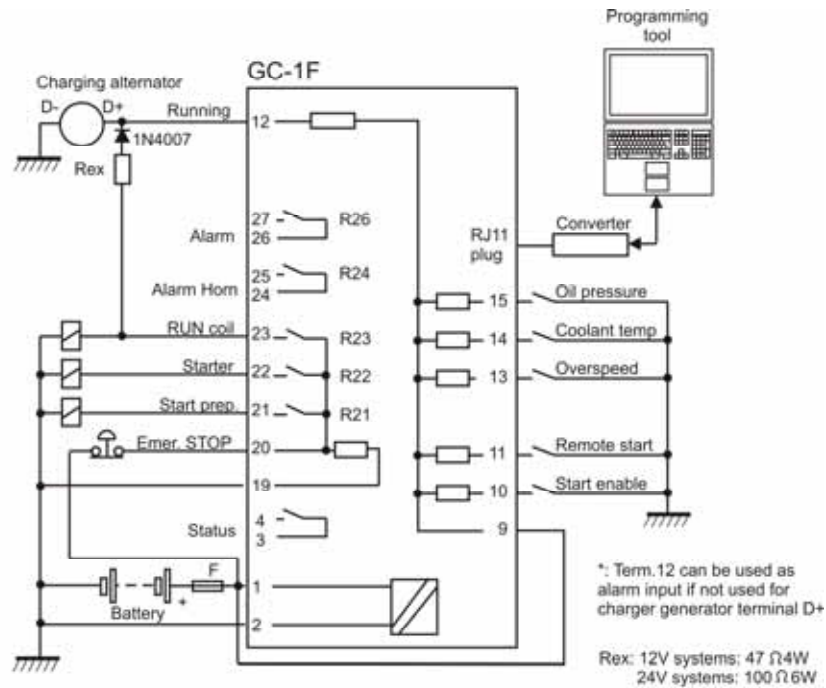 Programming
tool
GC-1F
Charging alternator
D- D+
Running
12
1N4007
Rex
27
R26
Alarm
26
RJ11
plug
Converter
25
R24
Alarm Horn
24
15
Oil pressure
RUN coil
23
R23
14
Coolant temp
Starter
22
R22
13
Overspeed
Start prep.
21
R21
Emer. STOP
20
11
Remote start
19
10
Start enable
4
Status
3
9
F
1
+
Battery
2
*: Term.12 can be used as
alarm input if not used for
charger generator terminal D+
Rex: 12V systems: 47 Ω4W
24V systems: 100 Ω6W